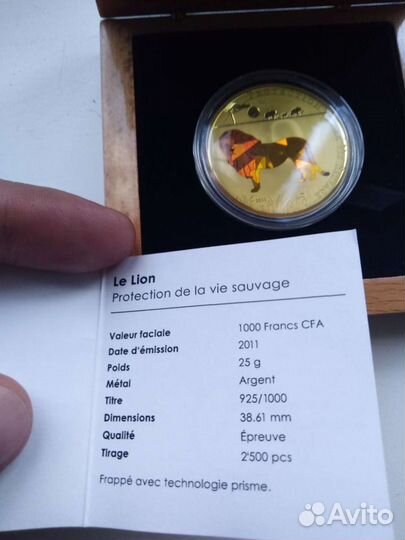 PROTECTION
Le Lion
Protection de la vie sauvage
Valeur faciale 1000 Francs CFA
Date d'émission 2011
Poids 25 g
Métal Argent
Titre 925/1000
Dimensions 38.61 mm
Qualité Épreuve
Tirage 2'500 pcs
Frappé avec technologie prisme.
Avito